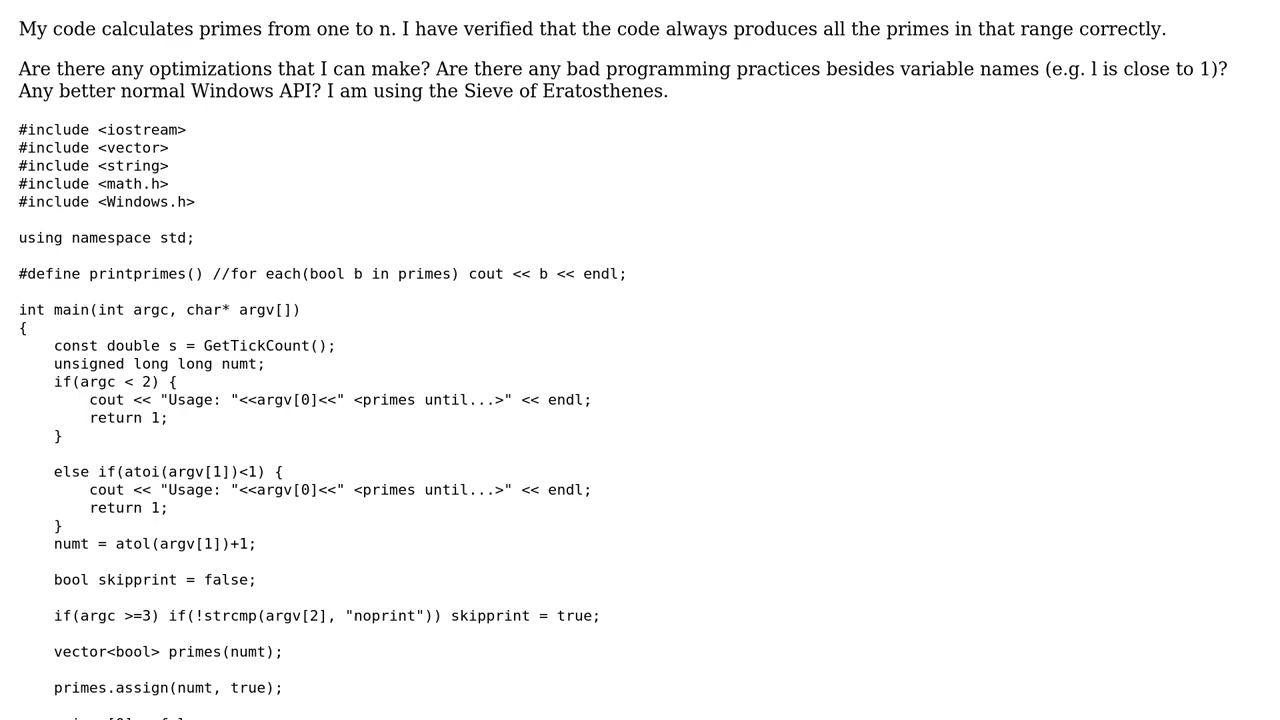 My code calculates primes from one to n. I have verified that the code always produces all the primes in that range correctly.
Are there any optimizations that I can make? Are there any bad programming practices besides variable names (e.g. l is close to 1)?
Any better normal Windows API? I am using the Sieve of Eratosthenes.
#include <iostream>
#include <vector>
#include <string>
#include <math.h>
#include <Windows.h>
using namespace std;
#define printprimes() //for each(bool b in primes) cout << b << endl;
int main(int argc, char* argv[])
{
    const double s = GetTickCount();
    unsigned long long numt;
    if(argc < 2) {
        cout << "Usage: "<<argv[0]<<" <primes until...>" << endl;
        return 1;
    }
    else if(atoi(argv[1])<1) {
        cout << "Usage: "<<argv[0]<<" <primes until...>" << endl;
        return 1;
    }
    numt = atol(argv[1])+1;
    bool skipprint = false;
    if(argc >=3) if(!strcmp(argv[2], "noprint")) skipprint = true;
    vector<bool> primes(numt);
    primes.assign(numt, true);